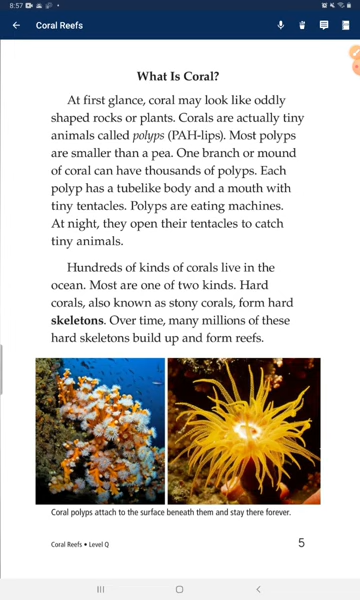 8:57
Coral Reefs
What Is Coral?
At first glance, coral may look like oddly
shaped rocks or plants. Corals are actually tiny
animals called polyps (PAH-lips). Most polyps
are smaller than a pea. One branch or mound
of coral can have thousands of polyps. Each
polyp has a tubelike body and a mouth with
tiny tentacles. Polyps are eating machines.
At night, they open their tentacles to catch
tiny animals.
Hundreds of kinds of corals live in the
ocean. Most are one of two kinds. Hard
corals, also known as stony corals, form hard
skeletons. Over time, many millions of these
hard skeletons build up and form reefs.
Coral polyps attach to the surface beneath them and stay there forever.
Coral Reefs • Level Q
5